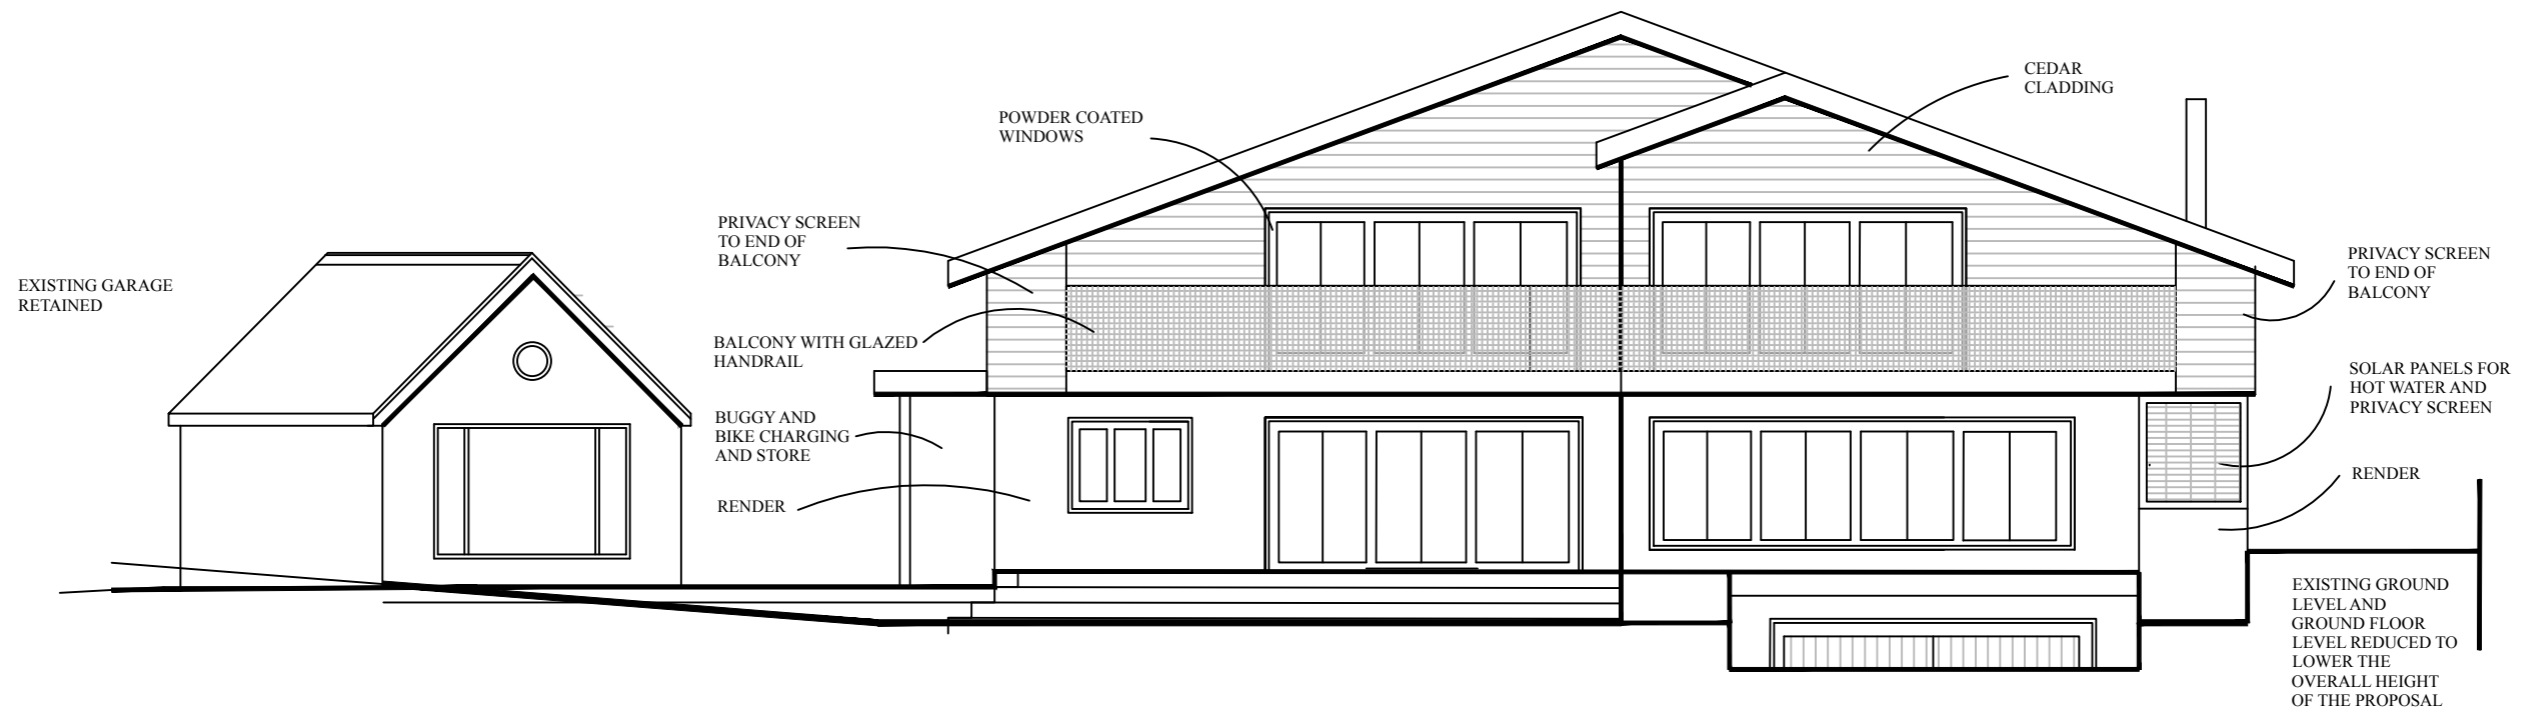 CEDAR
CLADDING
POWDER COATED
WINDOWS
PRIVACY SCREEN
TO END OF
BALCONY
PRIVACY SCREEN
TO END OF
BALCONY
EXISTING GARAGE
RETAINED
BALCONY WITH GLAZED
HANDRAIL
SOLAR PANELS FOR
HOT WATER AND
PRIVACY SCREEN
BUGGY AND
BIKE CHARGING
AND STORE
RENDER
RENDER
EXISTING GROUND
LEVEL AND
GROUND FLOOR
LEVEL REDUCED TO
LOWER THE
OVERALL HEIGHT
OF THE PROPOSAL